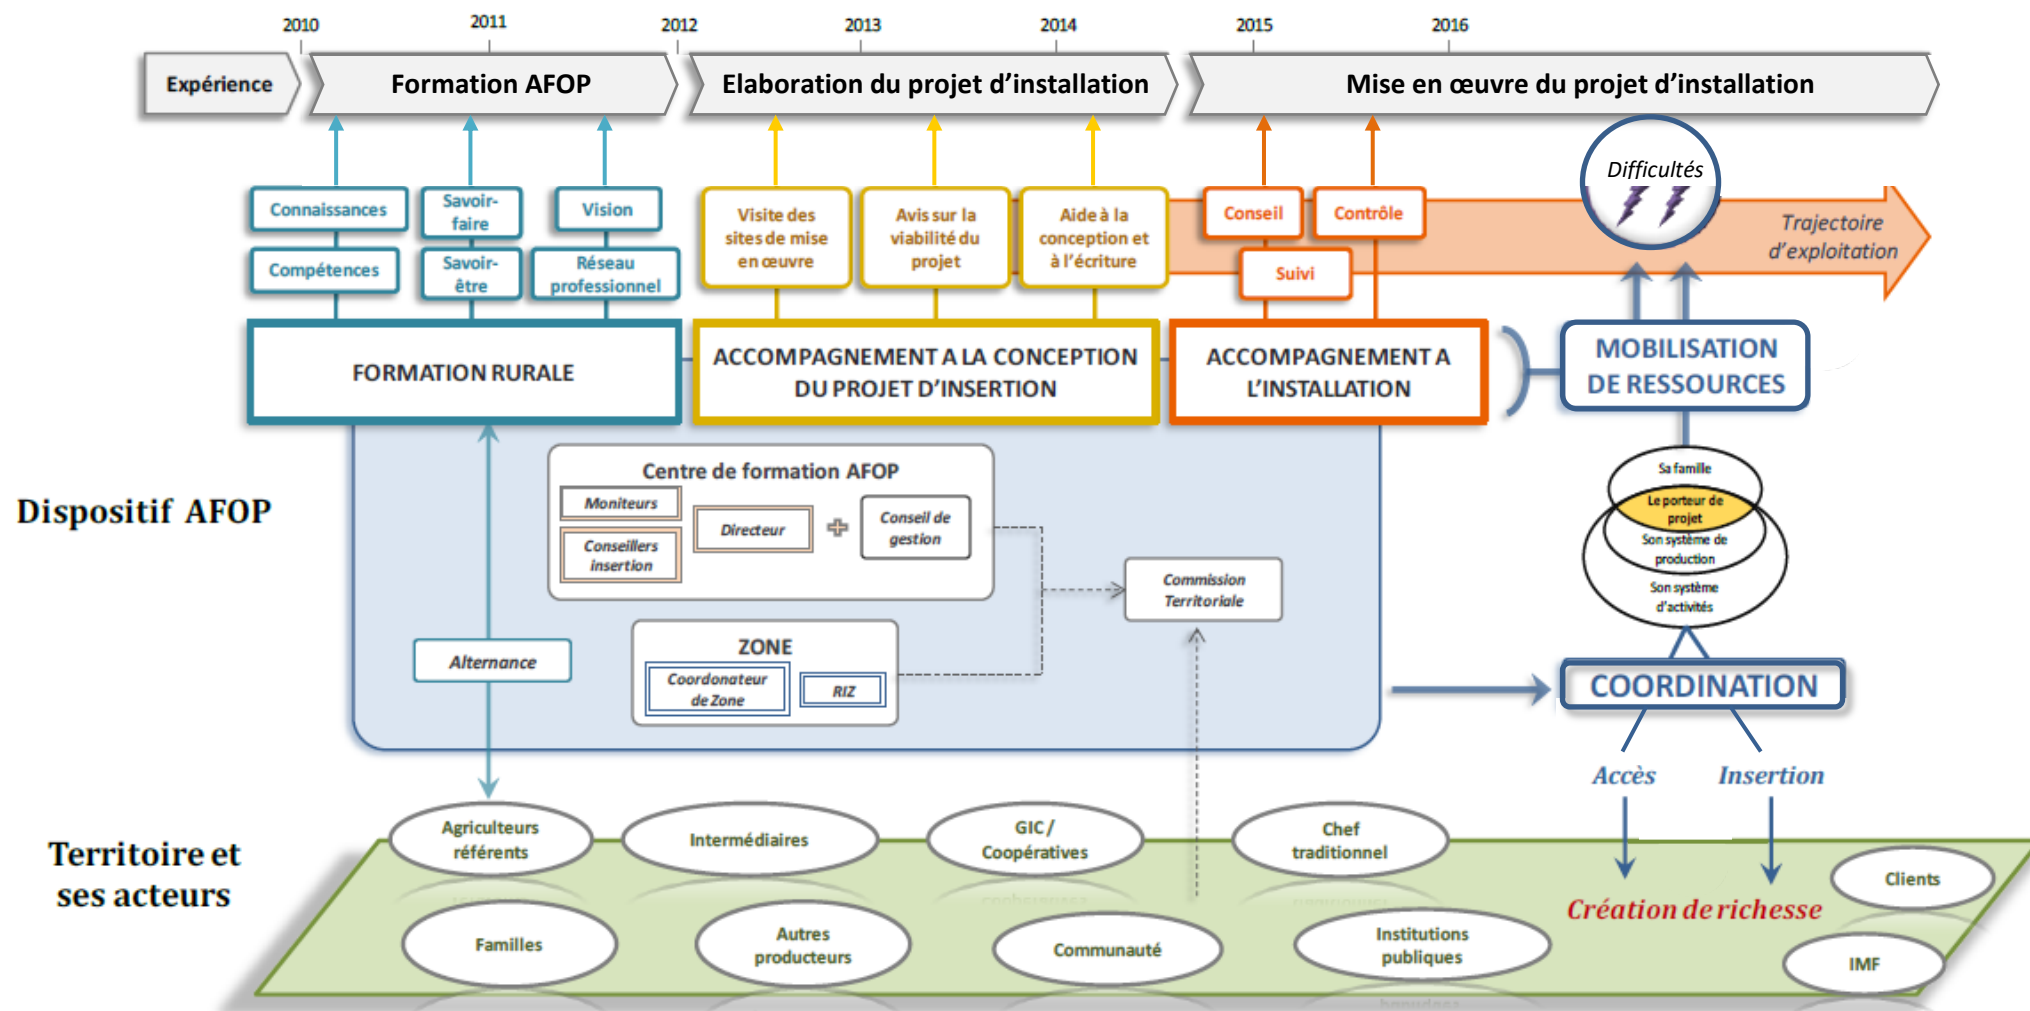 2010
2011
2012
2013
2014
2015
2016
Expérience
Formation AFOP
Elaboration du projet d’installation
Mise en œuvre du projet d’installation
Connaissances
Compétences
Savoir-
faire
Savoir-
être
Vision
Réseau
professionnel
Visite des
sites de mise
en œuvre
Avis sur la
viabilité du
projet
Aide à la
conception et
à l’écriture
Conseil
Contrôle
Suivi
Difficultés
Trajectoire
d’exploitation
FORMATION RURALE
ACCOMPAGNEMENT A LA CONCEPTION
DU PROJET D’INSERTION
ACCOMPAGNEMENT A
L’INSTALLATION
MOBILISATION
DE RESSOURCES
Dispositif AFOP
Centre de formation AFOP
Moniteurs
Conseillers
insertion
Directeur
Conseil de
gestion
Commission
Territoriale
ZONE
Coordonateur
de Zone
RIZ
Alternance
Sa famille
Le porteur de
projet
Son système de
production
Son système
d’activités
COORDINATION
Accès
Insertion
Création de richesse
Territoire et
ses acteurs
Agriculteurs
référents
Intermédiaires
GIC /
Coopératives
Chef
traditionnel
Clients
Familles
Autres
producteurs
Communauté
Institutions
publiques
IMF